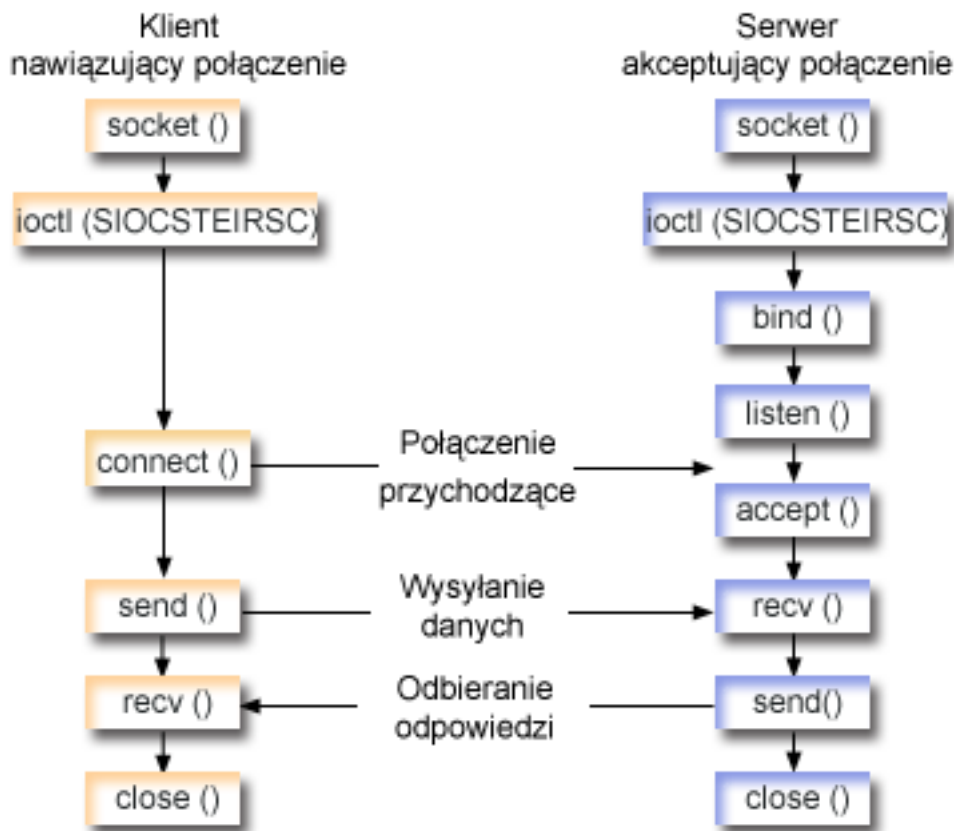 Klient
nawiązujący połączenie
Serwer
akceptujący połączenie
socket ()
socket ()
ioctl (SIOCSTEIRSC)
ioctl (SIOCSTEIRSC)
bind ()
listen ()
connect ()
Połączenie
przychodzące
accept ()
send ()
Wysyłanie
danych
recv ()
recv ()
Odbieranie
odpowiedzi
send()
close ()
close ()